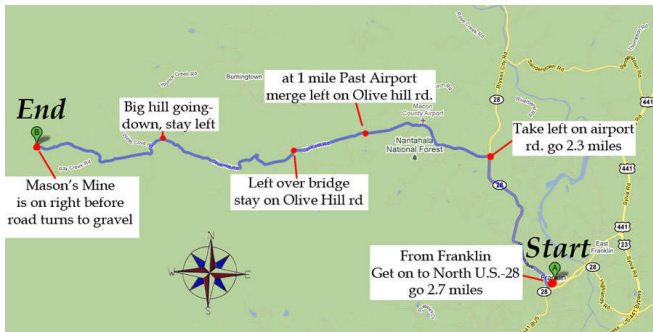 End
B
Big hill going-
down, stay left
Burningtown
at 1 mile Past Airport
merge left on Olive hill rd.
Macon
County Airport
Nantahala
National Forest
28
441
Take left on airport
rd. go 2.3 miles
Mason's Mine
is on right before
road turns to gravel
Left over bridge
stay on Olive Hill rd
28
441
23
East
Franklin
Start
A
From Franklin
Get on to North U.S.-28
go 2.7 miles
28
28
441
N
W
E
S